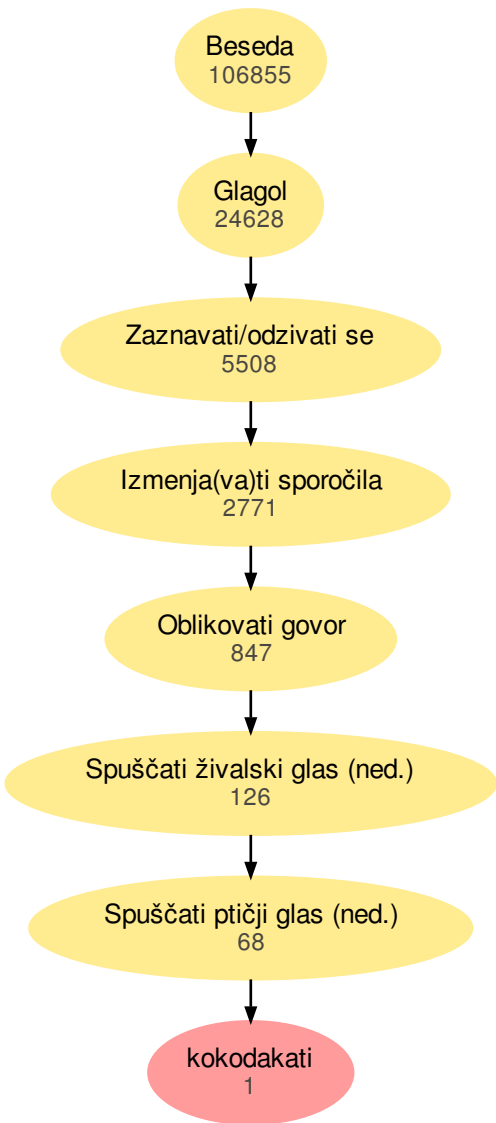 Beseda
106855
Glagol
24628
Zaznavati/odzivati se
5508
Izmenja(va)ti sporočila
2771
Oblikovati govor
847
Spuščati živalski glas (ned.)
126
Spuščati ptičji glas (ned.)
68
kokodakati
1